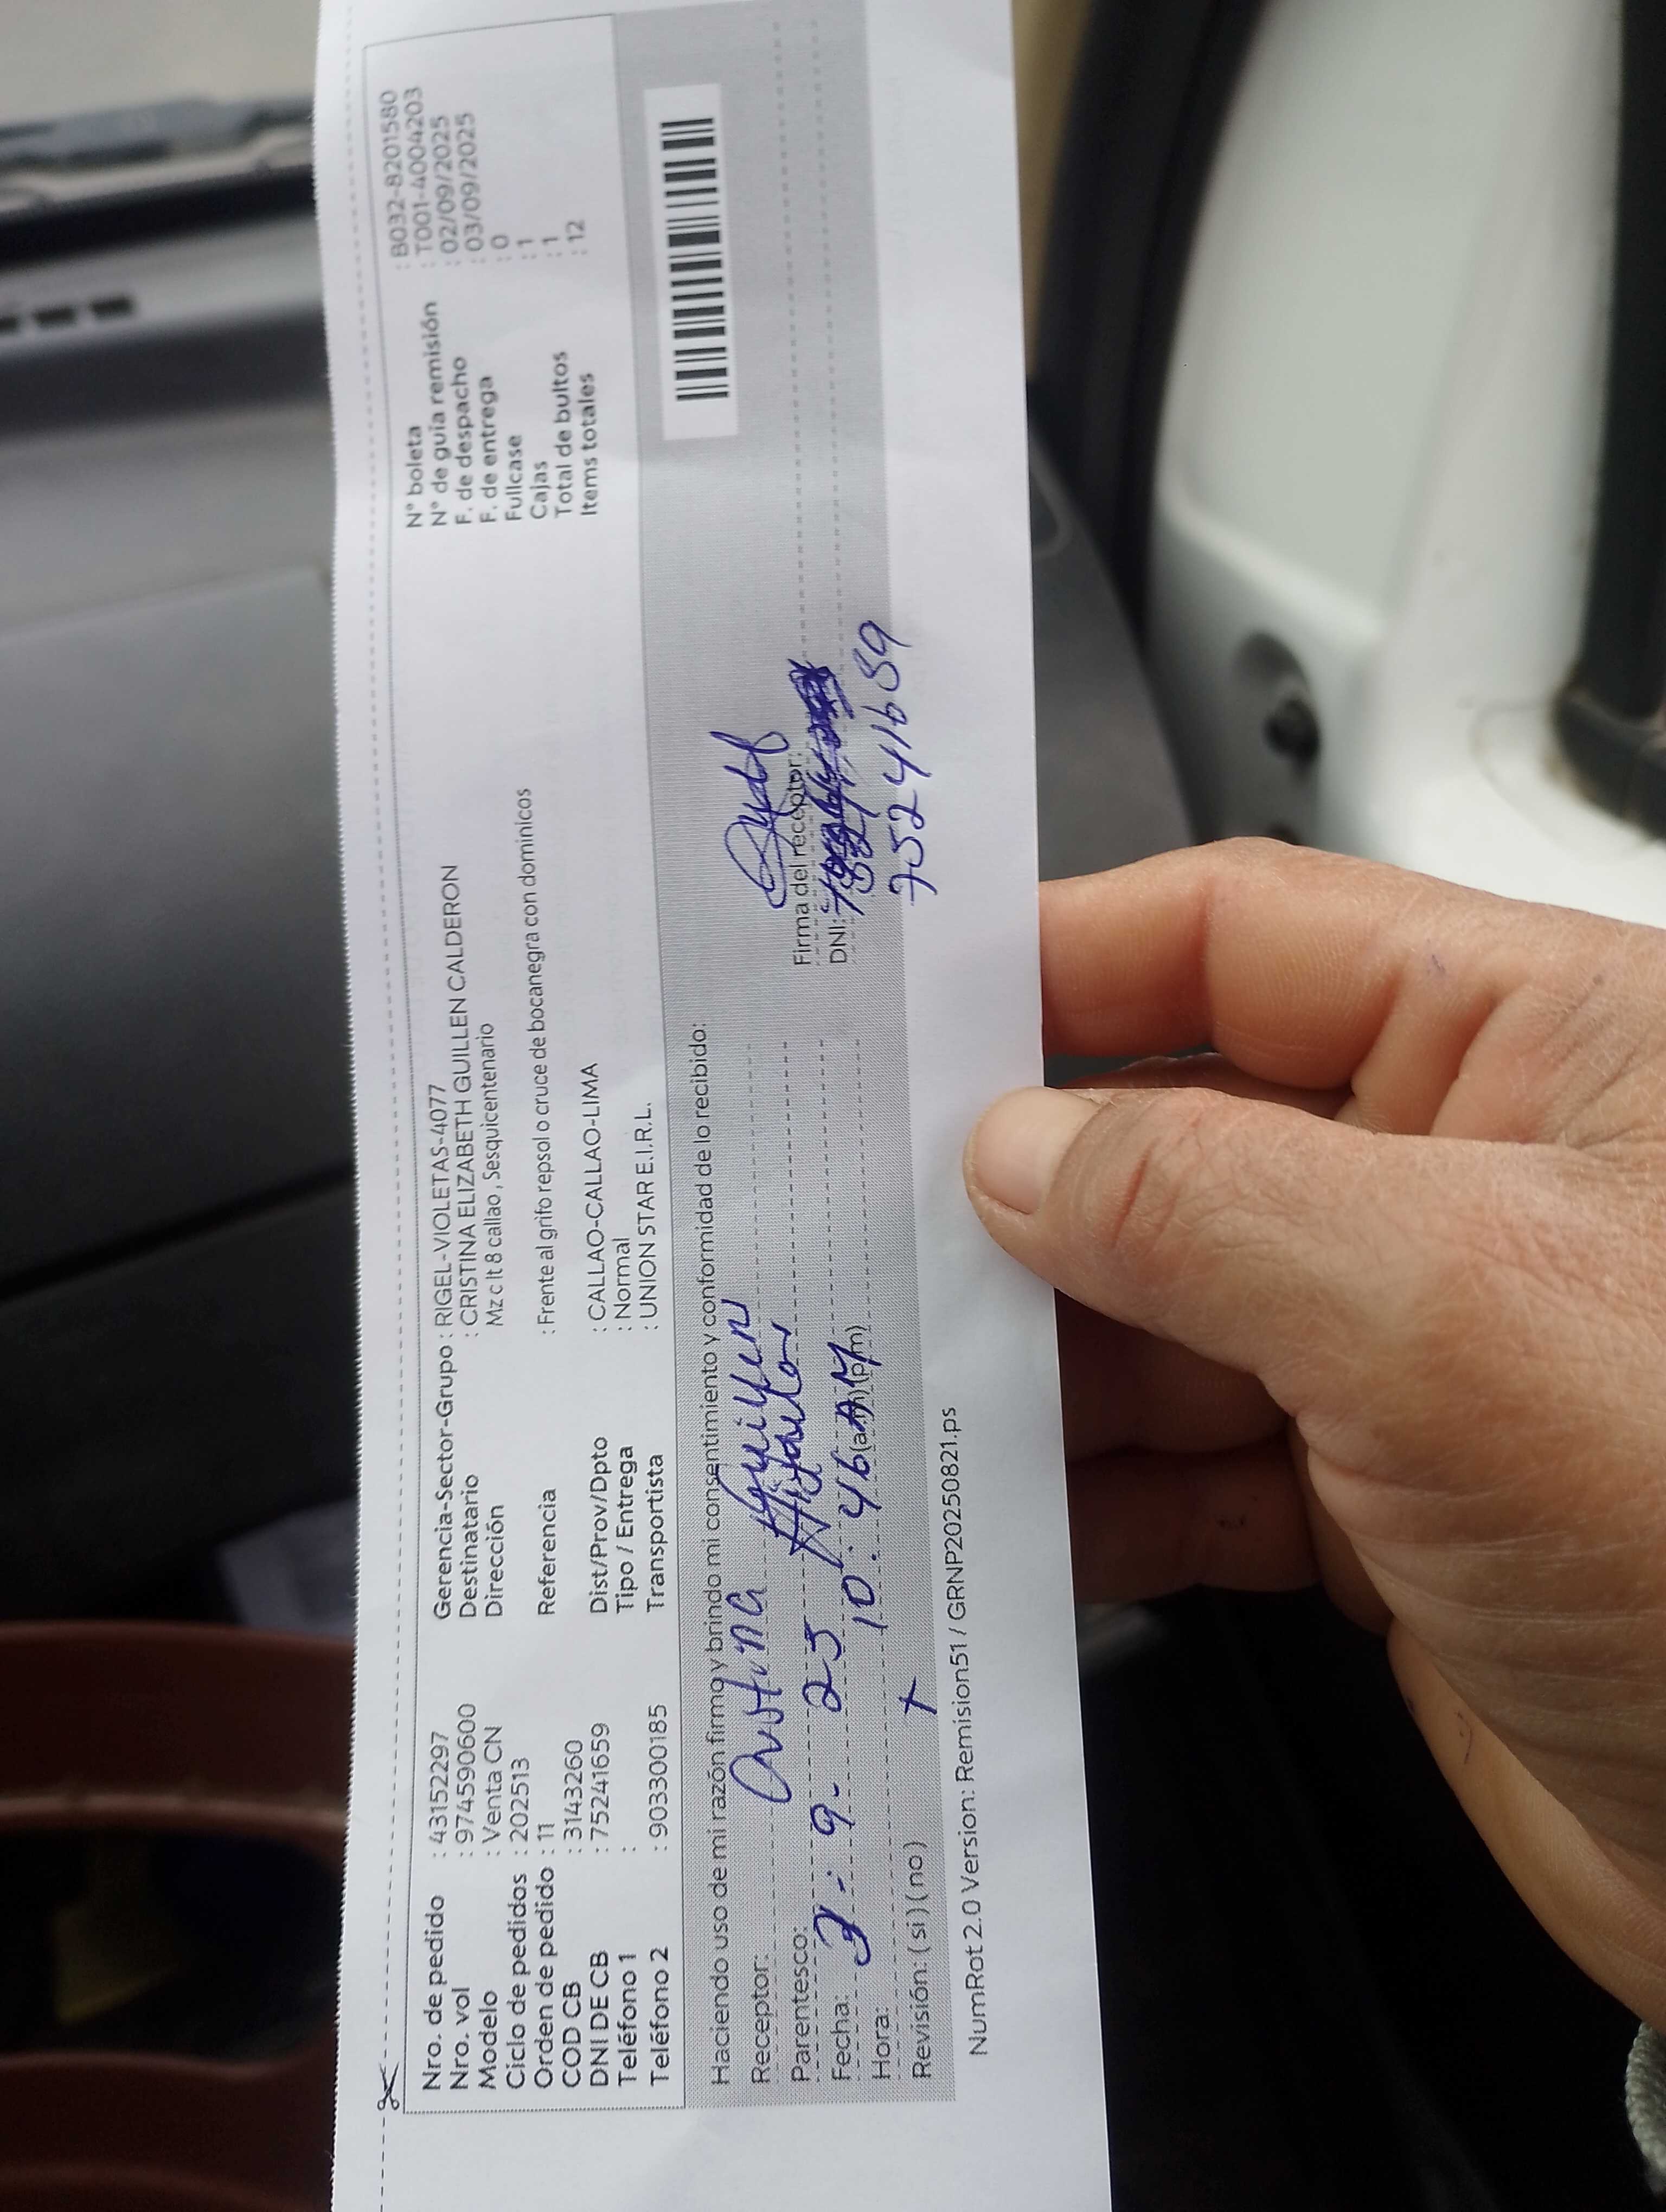 Nro. de pedido : 43152297
Nro. vol : 974590600
Modelo : Venta CN
Ciclo de pedidos : 202513
Orden de pedido : 11
COD CB : 3143260
DNI DE CB : 75241659
Teléfono 1 :
Teléfono 2 : 903300185
Gerencia-Sector-Grupo : RIGEL-VIOLETAS-4077
Destinatario : CRISTINA ELIZABETH GUILLEN CALDERON
Dirección Mz c lt 8 callao , Sesquicentenario
Referencia : Frente al grifo repsol o cruce de bocanegra con dominicos
Dist/Prov/Dpto : CALLAO-CALLAO-LIMA
Tipo / Entrega : Normal
Transportista : UNION STAR E.I.R.L.
N° boleta : B032-8201580
N° de guía remisión : T001-4004203
F. de despacho : 02/09/2025
F. de entrega : 03/09/2025
Fullcase : 0
Cajas : 1
Total de bultos : 1
Items totales : 12
Haciendo uso de mi razón firmo y brindo mi consentimiento y conformidad de lo recibido:
Receptor: Cristina Guillen
Parentesco:
Fecha: 3-9-25
Hora: 10:46 (am) (pm)
Revisión: (si) (no) x
Firma del receptor:
DNI:
75241659
NumRot 2.0 Version: Remision51 / GRNP20250821.ps